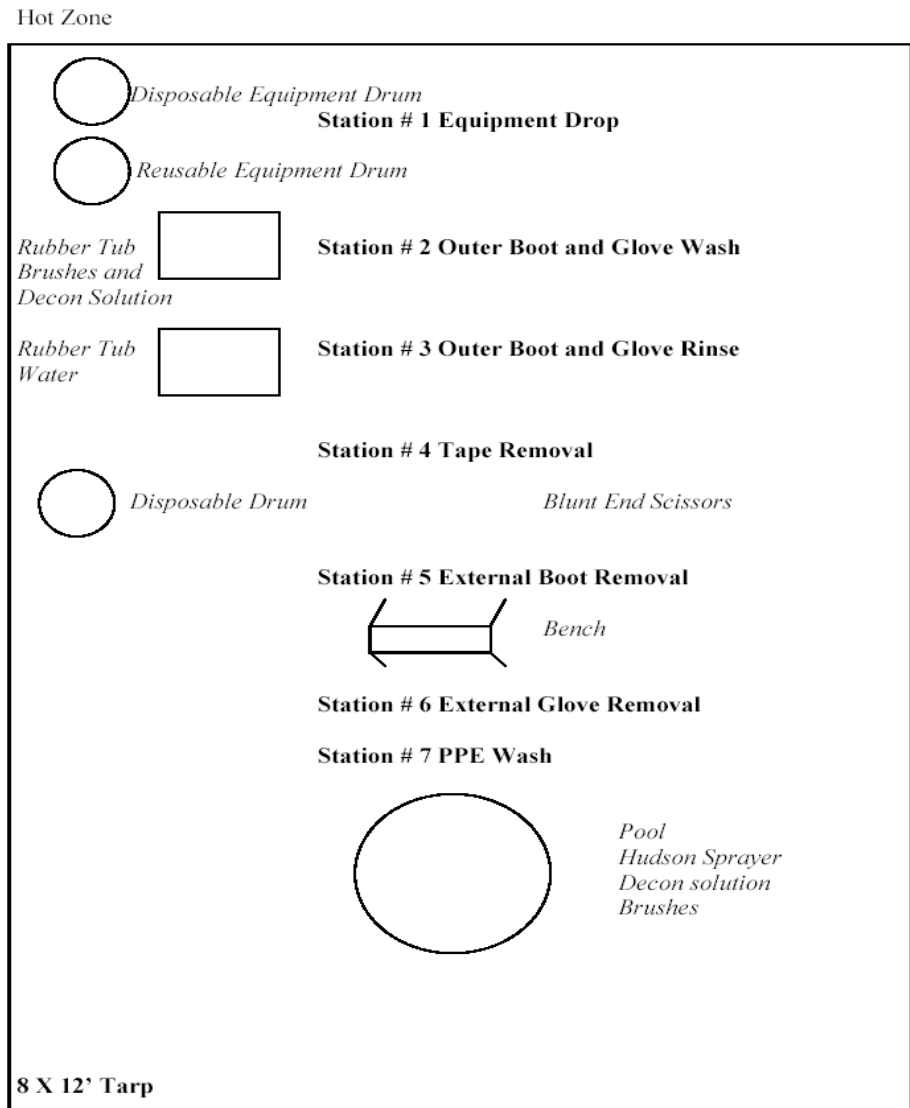 Hot Zone
Disposable Equipment Drum
Station # 1 Equipment Drop
Reusable Equipment Drum
Rubber Tub
Brushes and
Decon Solution
Station # 2 Outer Boot and Glove Wash
Rubber Tub
Water
Station # 3 Outer Boot and Glove Rinse
Station # 4 Tape Removal
Disposable Drum
Blunt End Scissors
Station # 5 External Boot Removal
Bench
Station # 6 External Glove Removal
Station # 7 PPE Wash
Pool
Hudson Sprayer
Decon solution
Brushes
8 X 12’ Tarp